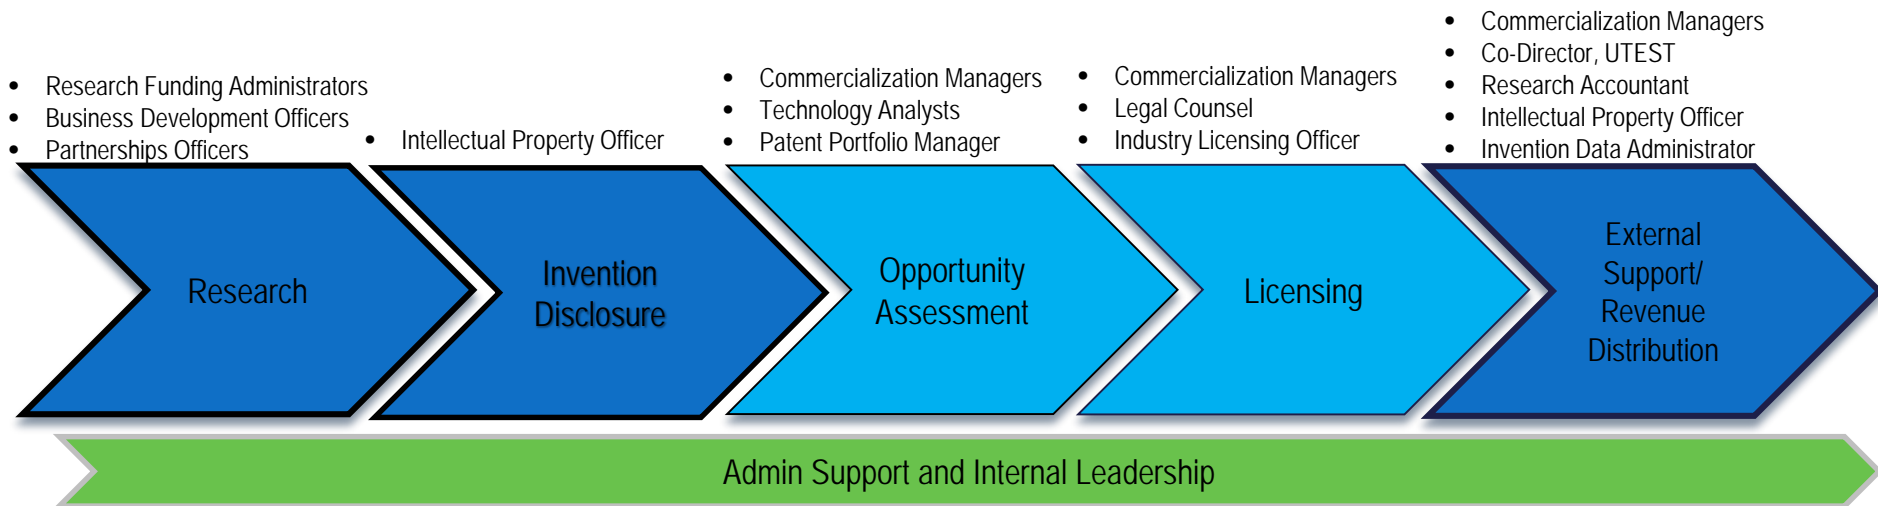 • Research Funding Administrators
• Business Development Officers
• Partnerships Officers
• Intellectual Property Officer
• Commercialization Managers
• Technology Analysts
• Patent Portfolio Manager
• Commercialization Managers
• Legal Counsel
• Industry Licensing Officer
• Commercialization Managers
• Co-Director, UTEST
• Research Accountant
• Intellectual Property Officer
• Invention Data Administrator
Research
Invention
Disclosure
Opportunity
Assessment
Licensing
External
Support/
Revenue
Distribution
Admin Support and Internal Leadership